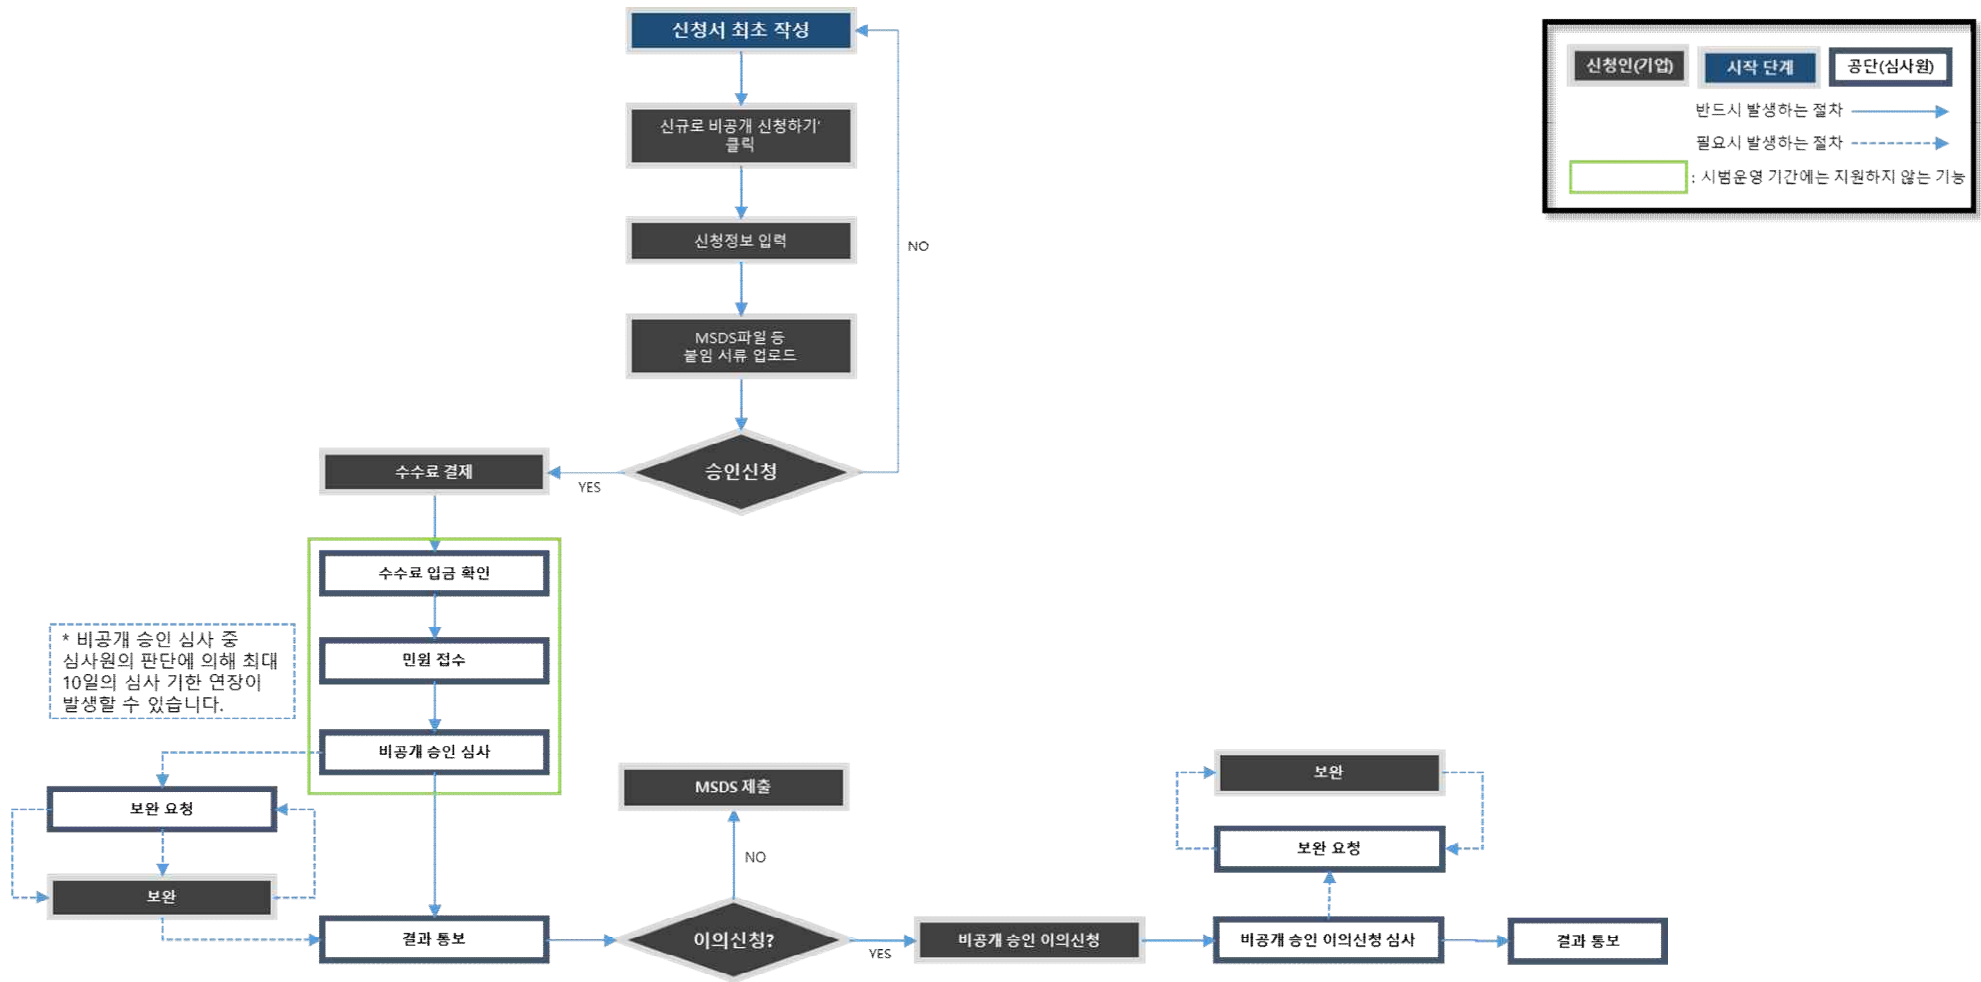 신청서 최초 작성
신규로 비공개 신청하기'
클릭
신청정보 입력
MSDS파일 등
붙임 서류 업로드
승인신청
NO
YES
수수료 결제
수수료 입금 확인
민원 접수
비공개 승인 심사
* 비공개 승인 심사 중
심사원의 판단에 의해 최대
10일의 심사 기한 연장이
발생할 수 있습니다.
보완 요청
보완
결과 통보
이의신청?
NO
MSDS 제출
YES
비공개 승인 이의신청
비공개 승인 이의신청 심사
보완 요청
보완
결과 통보
신청인(기업)
시작 단계
공단(심사원)
반드시 발생하는 절차
필요시 발생하는 절차
: 시범운영 기간에는 지원하지 않는 기능